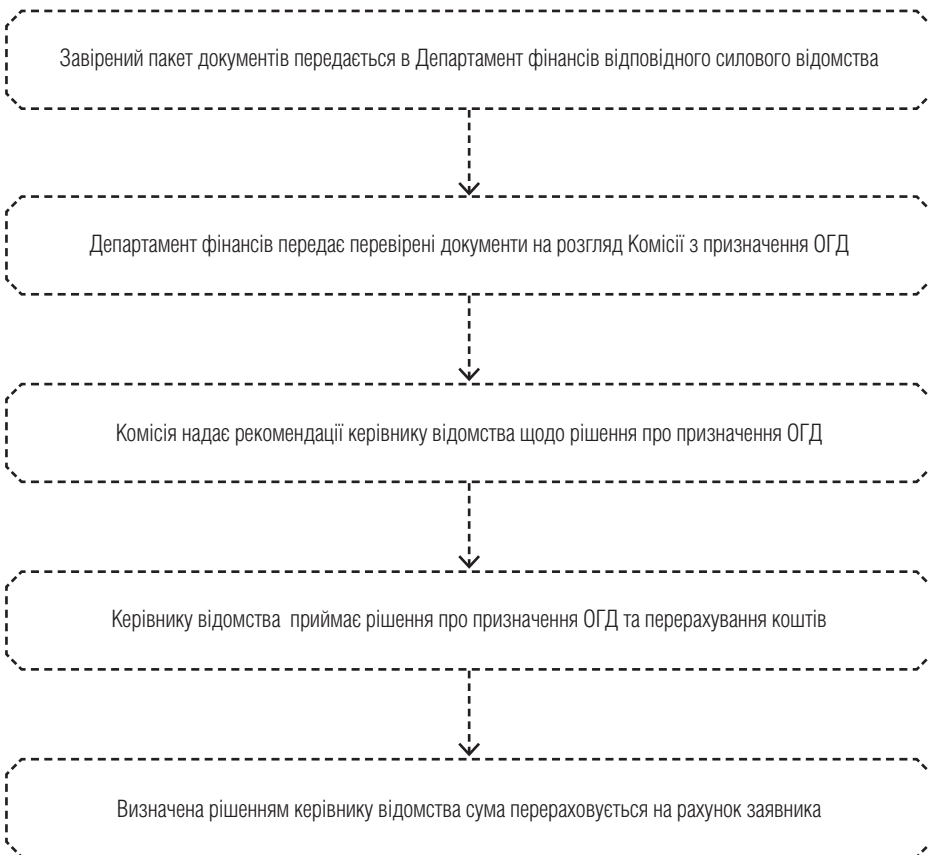 Завірений пакет документів передається в Департамент фінансів відповідного силового відомства
Департамент фінансів передає перевірені документи на розгляд Комісії з призначення ОГД
Комісія надає рекомендації керівнику відомства щодо рішення про призначення ОГД
Керівнику відомства  приймає рішення про призначення ОГД та перерахування коштів
Визначена рішенням керівнику відомства сума перераховується на рахунок заявника